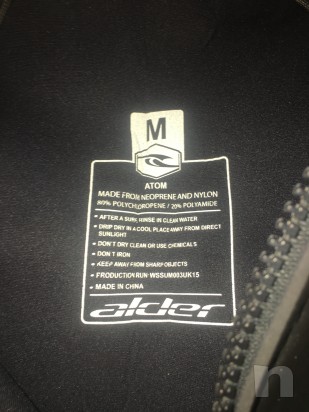 M
ATOM
MADE FROM NEOPRENE AND NYLON
80% POLYCHLOROPENE / 20% POLYAMIDE
• AFTER A SURF, RINSE IN CLEAN WATER
• DRIP DRY IN A COOL PLACE AWAY FROM DIRECT
SUNLIGHT
• DON'T DRY CLEAN OR USE CHEMICALS
• DON'T IRON
• KEEP AWAY FROM SHARP OBJECTS
• PRODUCTION RUN: WSSUM003UK15
• MADE IN CHINA
alder
n